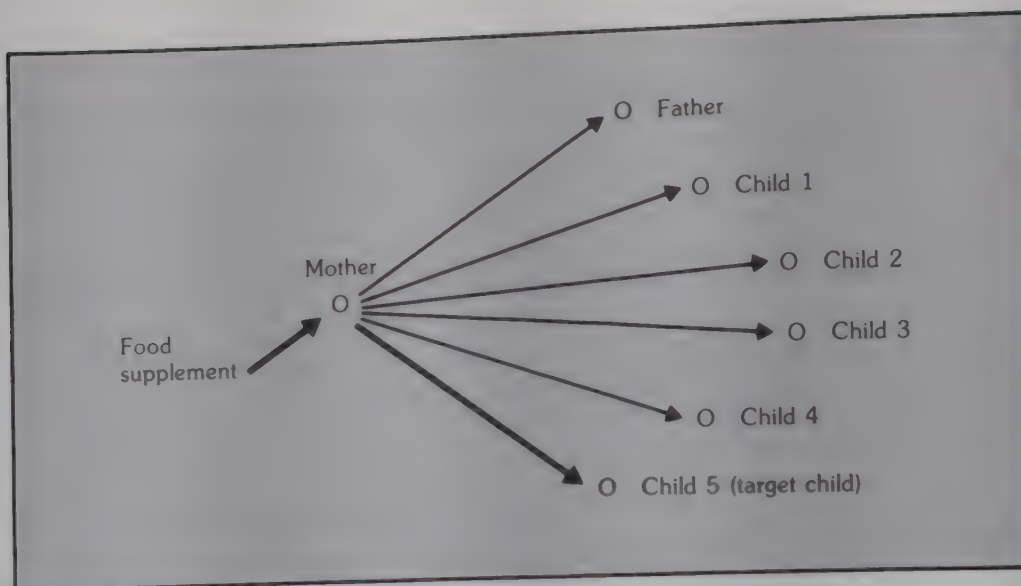 O Father
O Child 1
Mother
O Child 2
O
O Child 3
Food
supplement
O Child 4
O Child 5 (target child)